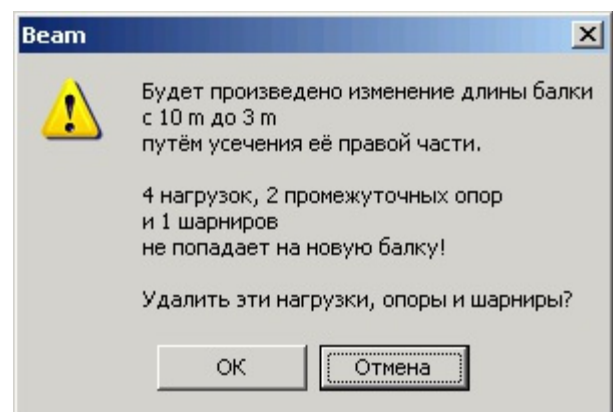 Beam
Будет произведено изменение длины балки
с 10 m до 3 m
путём усечения её правой части.
4 нагрузок, 2 промежуточных опор
и 1 шарниров
не попадает на новую балку!
Удалить эти нагрузки, опоры и шарниры?
ОК
Отмена